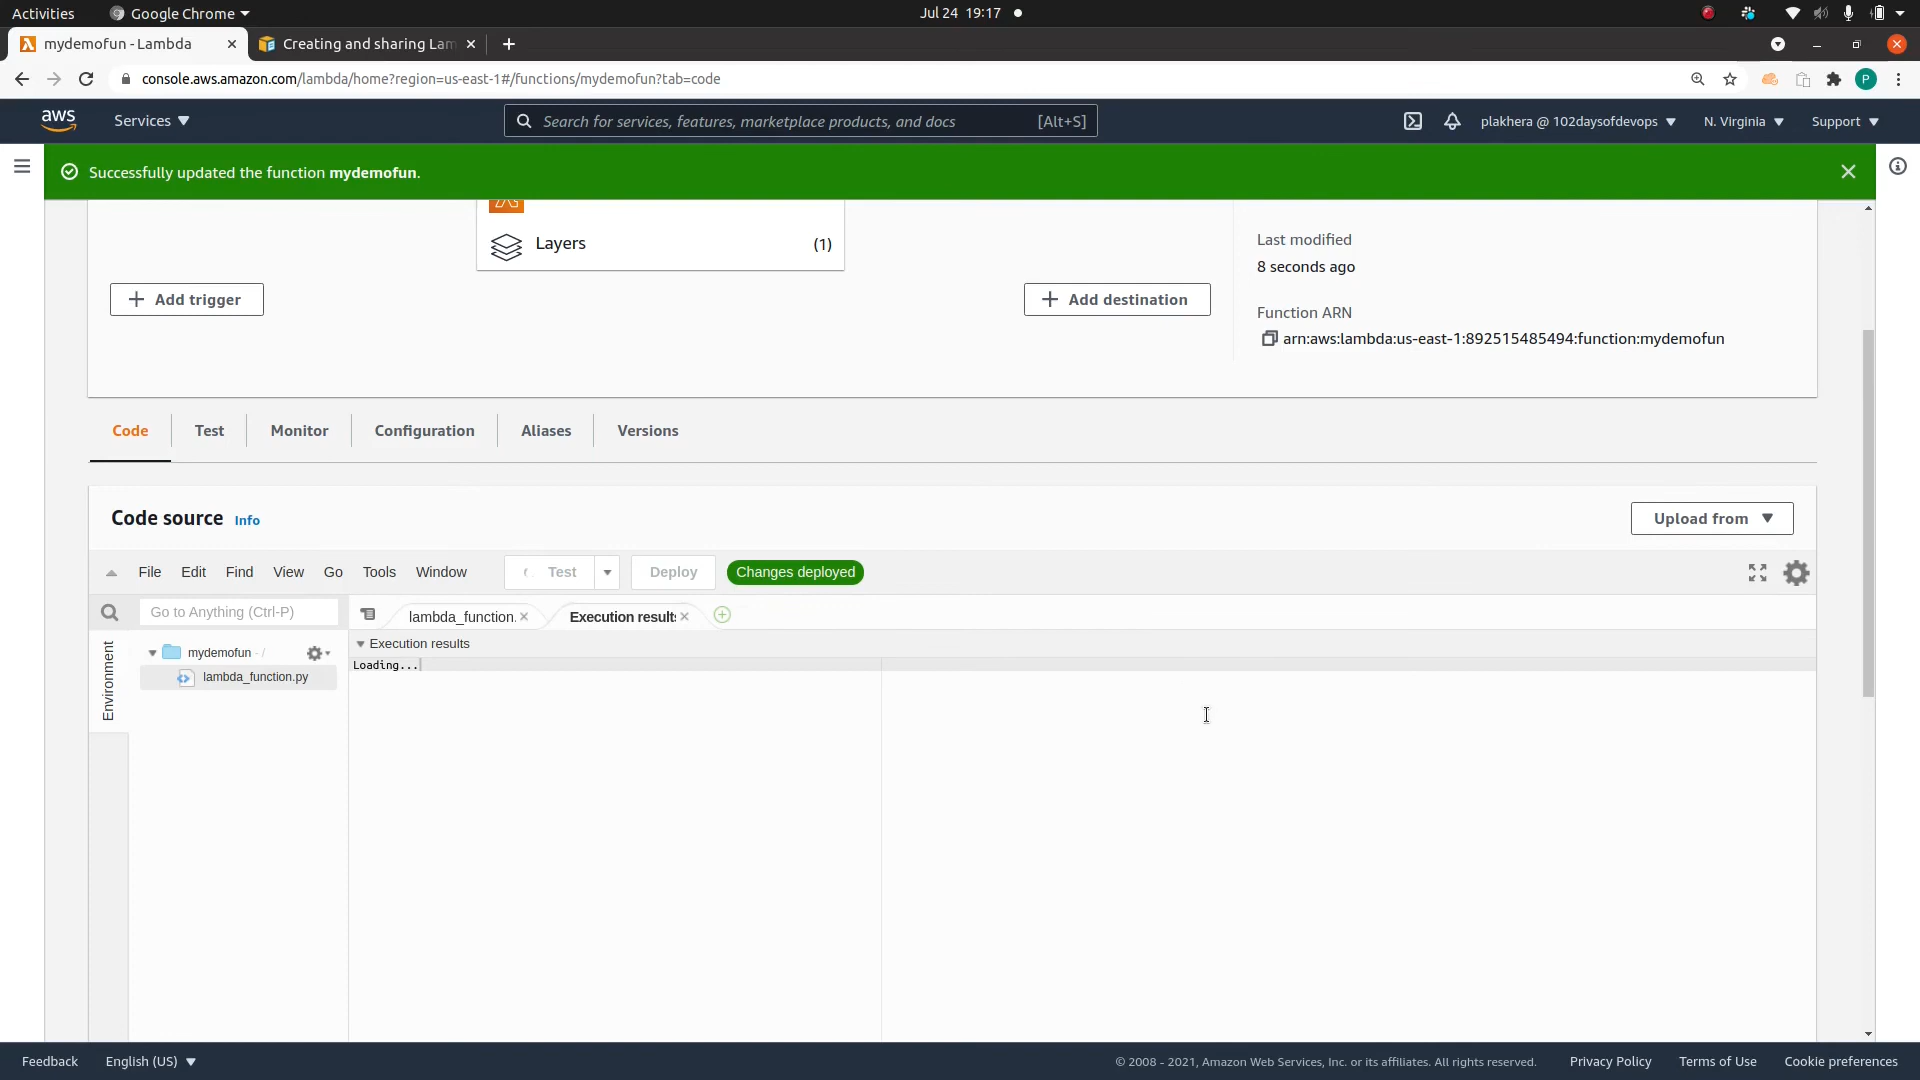 Activities
Google Chrome
Jul 24 19:17
mydemofun - Lambda
Creating and sharing Lam
console.aws.amazon.com/lambda/home?region=us-east-1#/functions/mydemofun?tab=code
P
aws
Services
Search for services, features, marketplace products, and docs
[Alt+S]
plakhera @ 102daysofdevops
N. Virginia
Support
Successfully updated the function mydemofun.
Layers
(1)
Last modified
8 seconds ago
Add trigger
Add destination
Function ARN
arn:aws:lambda:us-east-1:892515485494:function:mydemofun
Code
Test
Monitor
Configuration
Aliases
Versions
Code source
Info
Upload from
File
Edit
Find
View
Go
Tools
Window
Test
Deploy
Changes deployed
Go to Anything (Ctrl-P)
lambda_function.
Execution result
Environment
mydemofun - /
lambda_function.py
Execution results
Loading...
Feedback
English (US)
© 2008 - 2021, Amazon Web Services, Inc. or its affiliates. All rights reserved.
Privacy Policy
Terms of Use
Cookie preferences